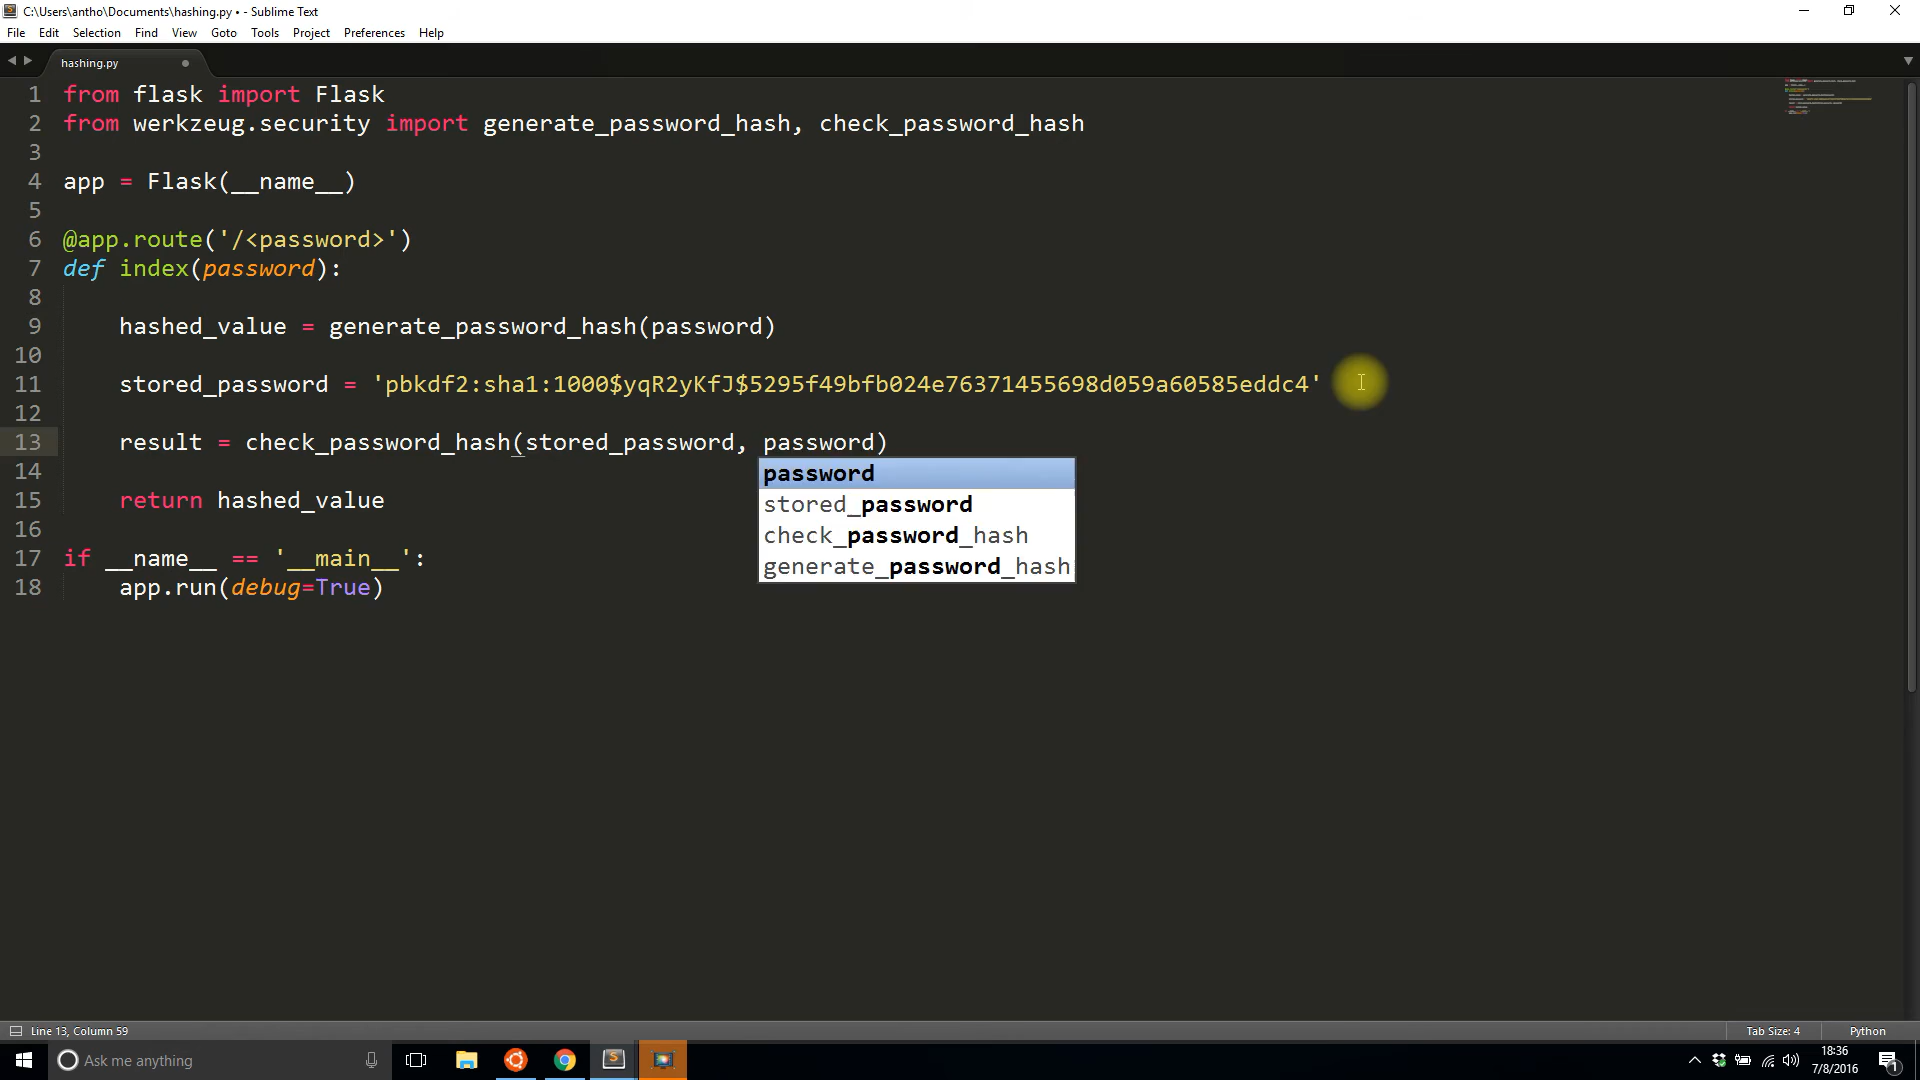 C:\Users\antho\Documents\hashing.py • - Sublime Text
File Edit Selection Find View Goto Tools Project Preferences Help
hashing.py
1 from flask import Flask
2 from werkzeug.security import generate_password_hash, check_password_hash
3
4 app = Flask(__name__)
5
6 @app.route('/<password>')
7 def index(password):
8
9 hashed_value = generate_password_hash(password)
10
11 stored_password = 'pbkdf2:sha1:1000$yqR2yKfJ$5295f49bfb024e76371455698d059a60585eddc4'
12
13 result = check_password_hash(stored_password, password)
14
password
15 return hashed_value
stored_password
16
check_password_hash
17 if __name__ == '__main__':
generate_password_hash
18 app.run(debug=True)
Line 13, Column 59 Tab Size: 4 Python
Ask me anything
18:36
7/8/2016
1